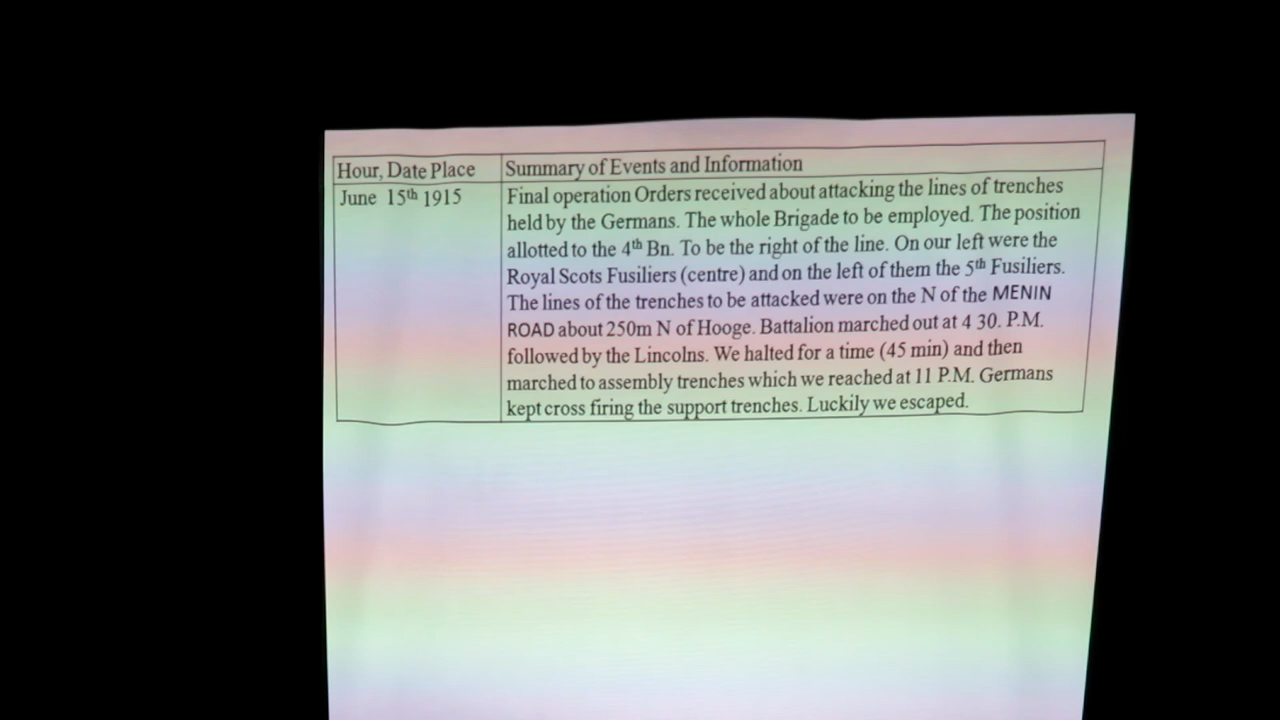 Hour, Date Place Summary of Events and Information
June 15th 1915 Final operation Orders received about attacking the lines of trenches
held by the Germans. The whole Brigade to be employed. The position
allotted to the 4th Bn. To be the right of the line. On our left were the
Royal Scots Fusiliers (centre) and on the left of them the 5th Fusiliers.
The lines of the trenches to be attacked were on the N of the MENIN
ROAD about 250m N of Hooge. Battalion marched out at 4 30. P.M.
followed by the Lincolns. We halted for a time (45 min) and then
marched to assembly trenches which we reached at 11 P.M. Germans
kept cross firing the support trenches. Luckily we escaped.